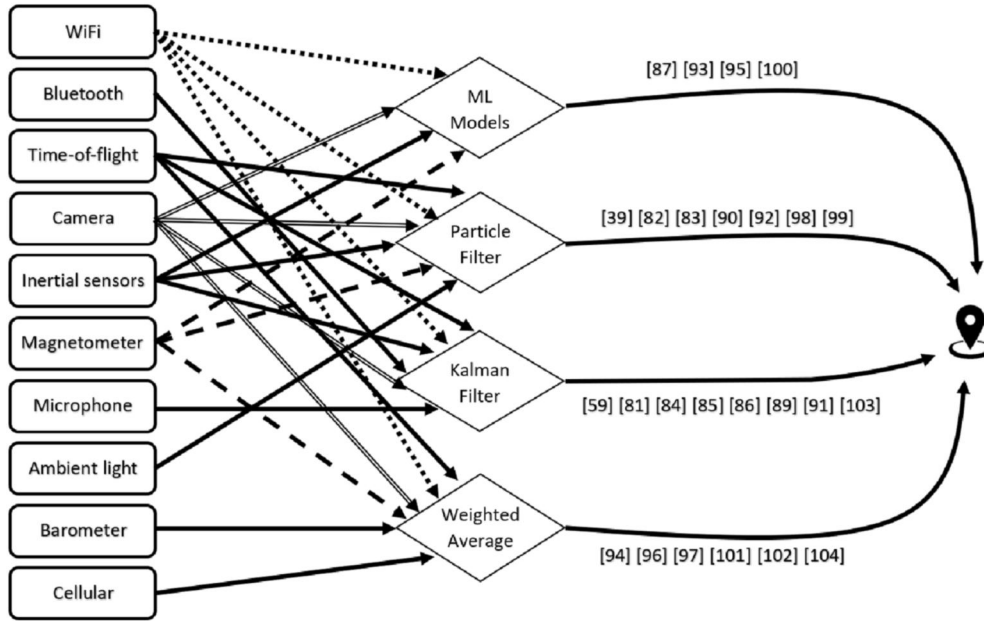 WiFi
Bluetooth
Time-of-flight
Camera
Inertial sensors
Magnetometer
Microphone
Ambient light
Barometer
Cellular
ML
Models
Particle
Filter
Kalman
Filter
Weighted
Average
[87] [93] [95] [100]
[39] [82] [83] [90] [92] [98] [99]
[59] [81] [84] [85] [86] [89] [91] [103]
[94] [96] [97] [101] [102] [104]